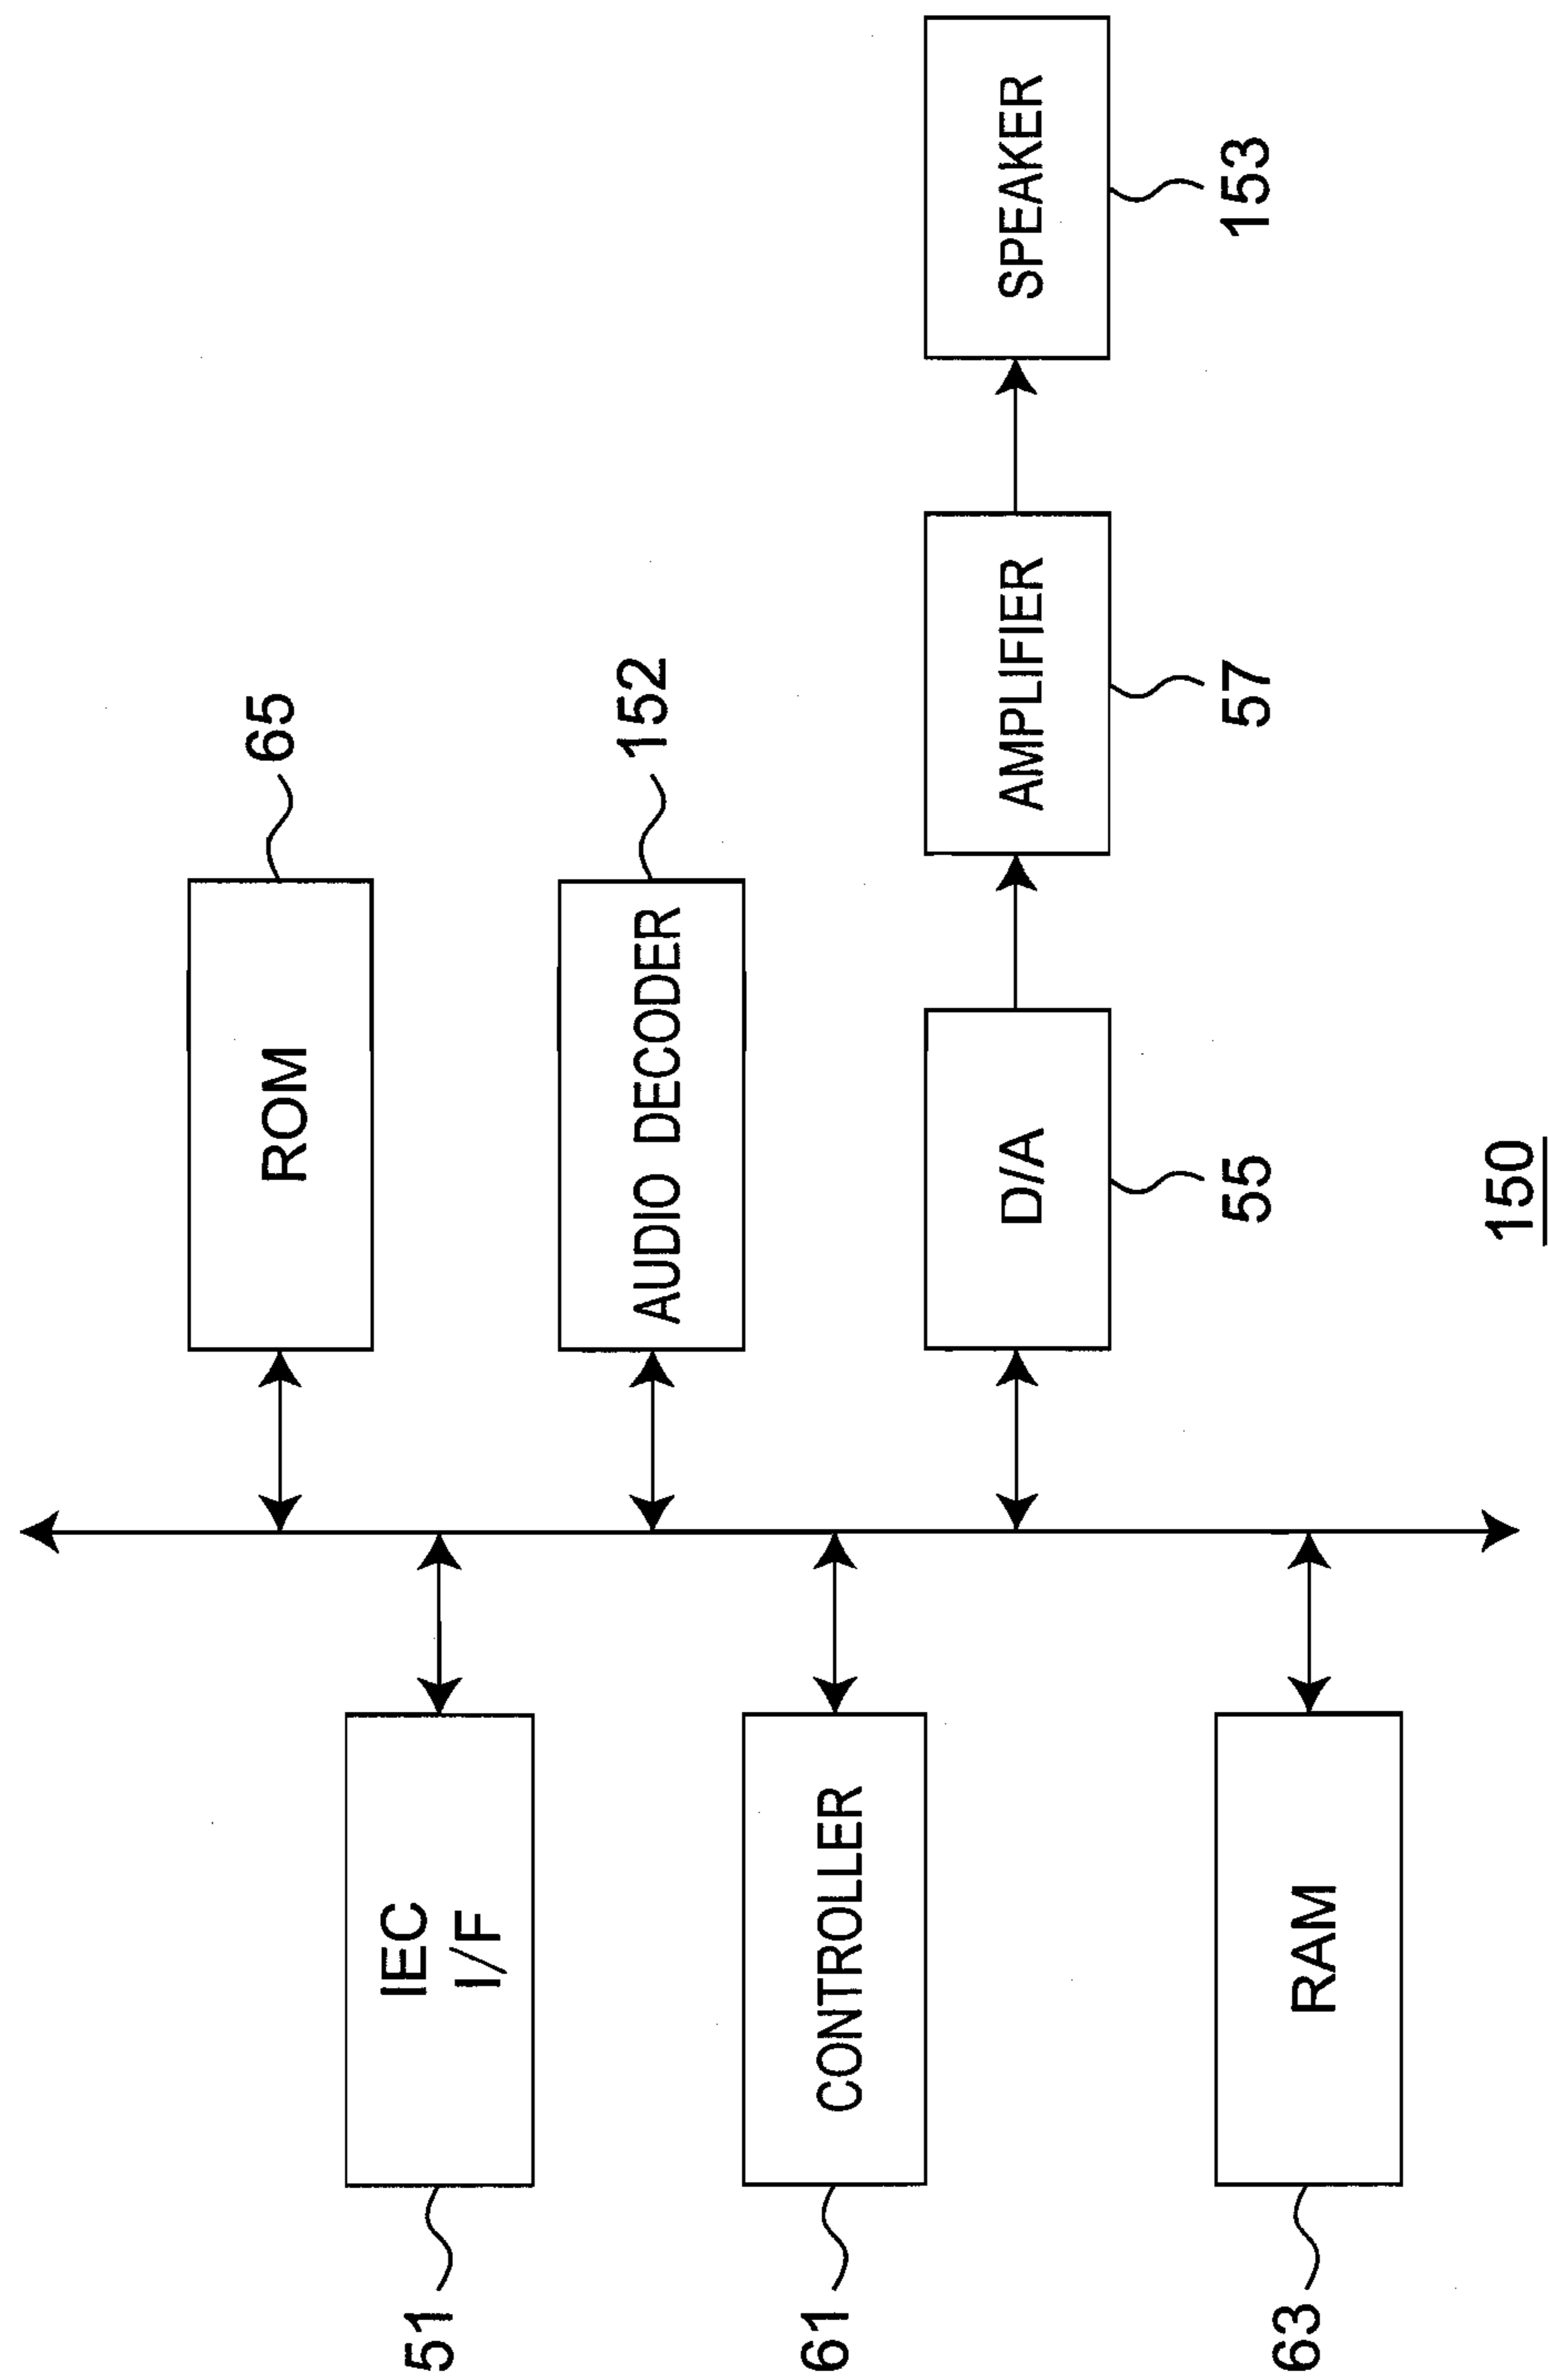 65
ROM
152
AUDIO DECODER
SPEAKER
153
AMPLIFIER
57
D/A
55
150
IEC
I/F
51
CONTROLLER
61
RAM
63